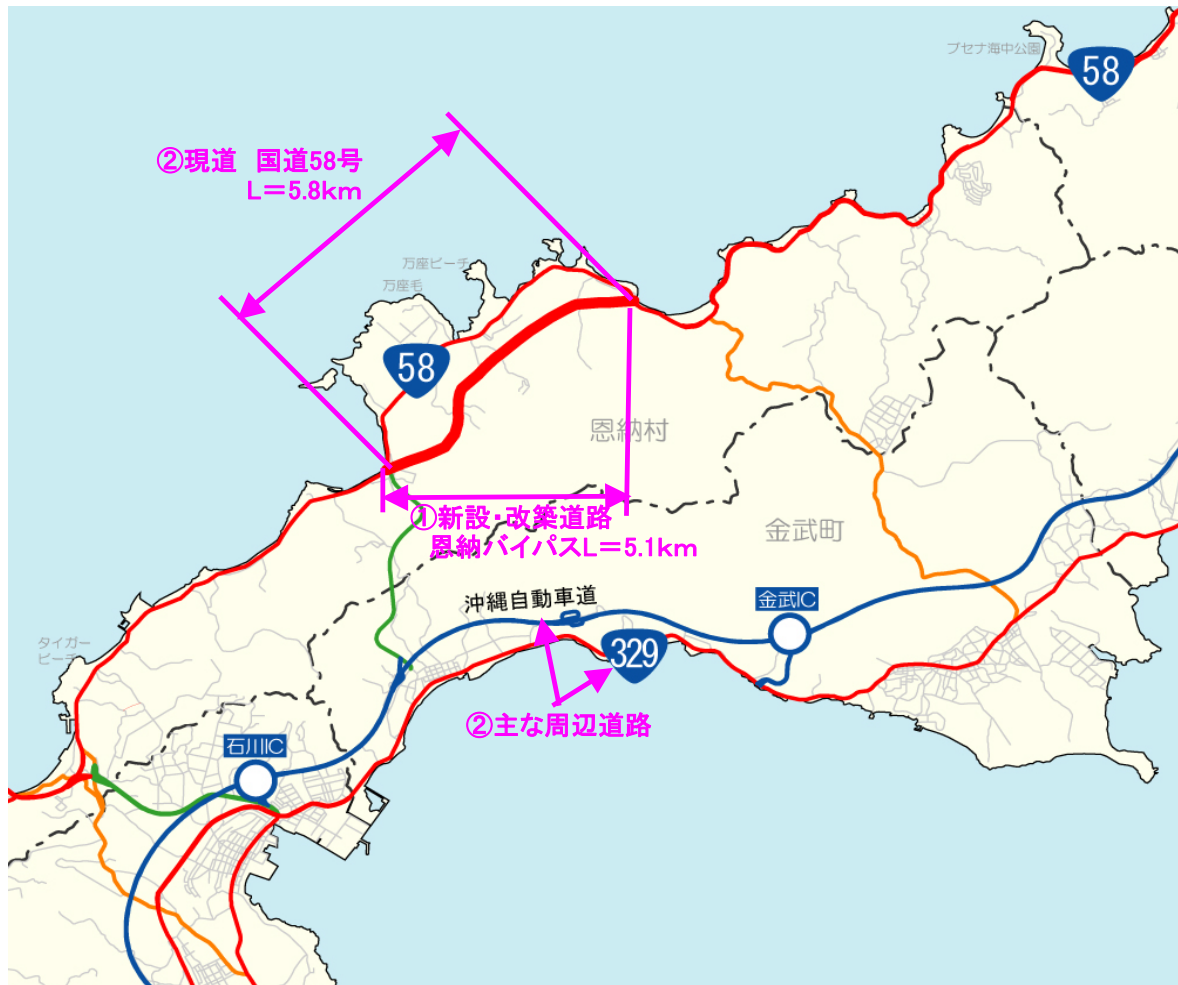 ブセナ海中公園
58
②現道　国道58号
L＝5.8km
万座ビーチ
万座毛
58
恩納村
①新設・改築道路
恩納バイパスL＝5.1km
金武町
沖縄自動車道
金武IC
329
タイガー
ビーチ
②主な周辺道路
石川IC